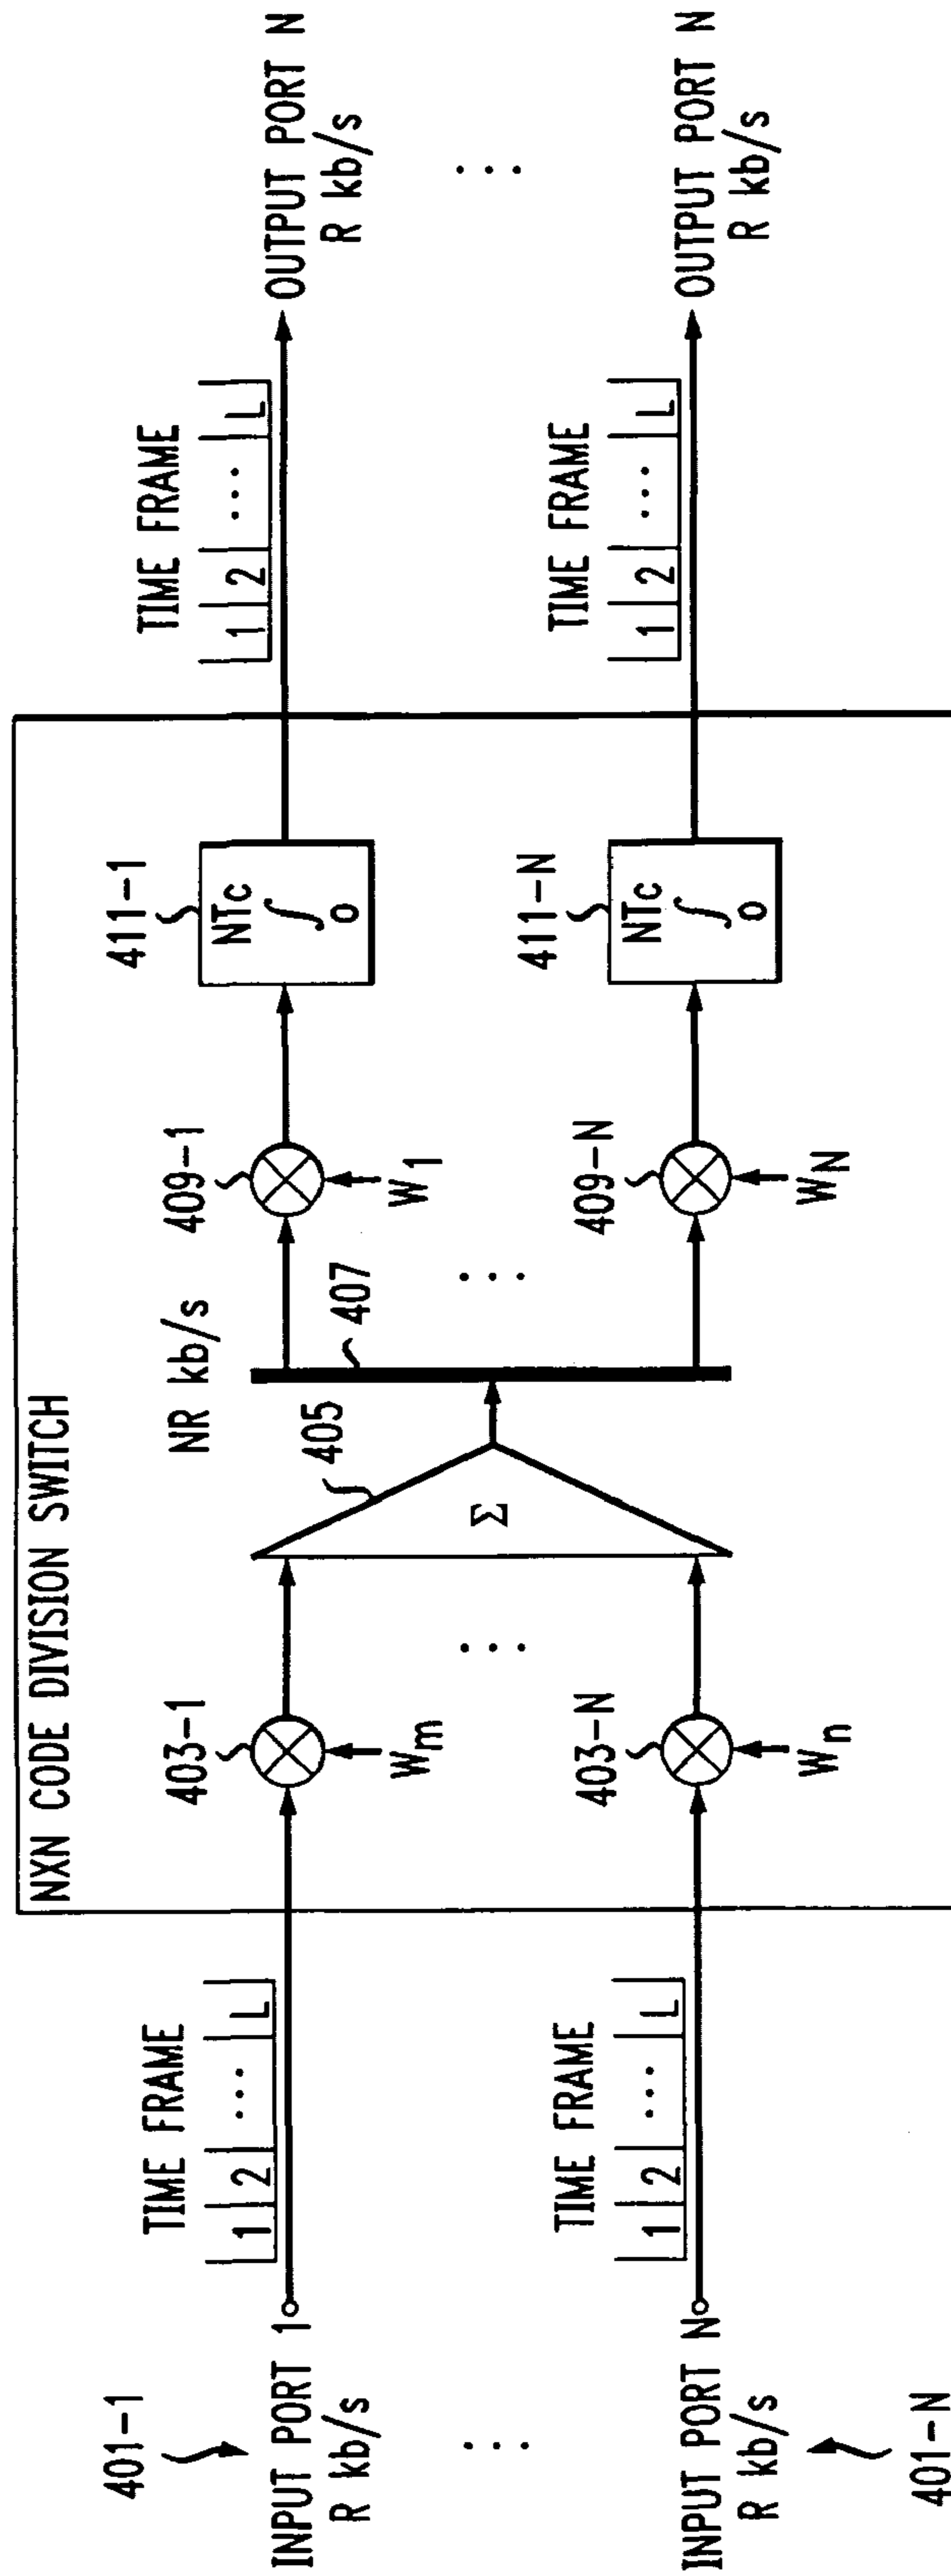 NXN CODE DIVISION SWITCH
401-1
INPUT PORT 1
R kb/s
TIME FRAME
1 2 ... L
403-1
Wm
...
405
Σ
NR kb/s
407
409-1
W1
...
411-1
NTc
∫
0
TIME FRAME
1 2 ... L
OUTPUT PORT N
R kb/s
...
...
INPUT PORT N
R kb/s
401-N
TIME FRAME
1 2 ... L
403-N
Wn
409-N
WN
411-N
NTc
∫
0
TIME FRAME
1 2 ... L
OUTPUT PORT N
R kb/s